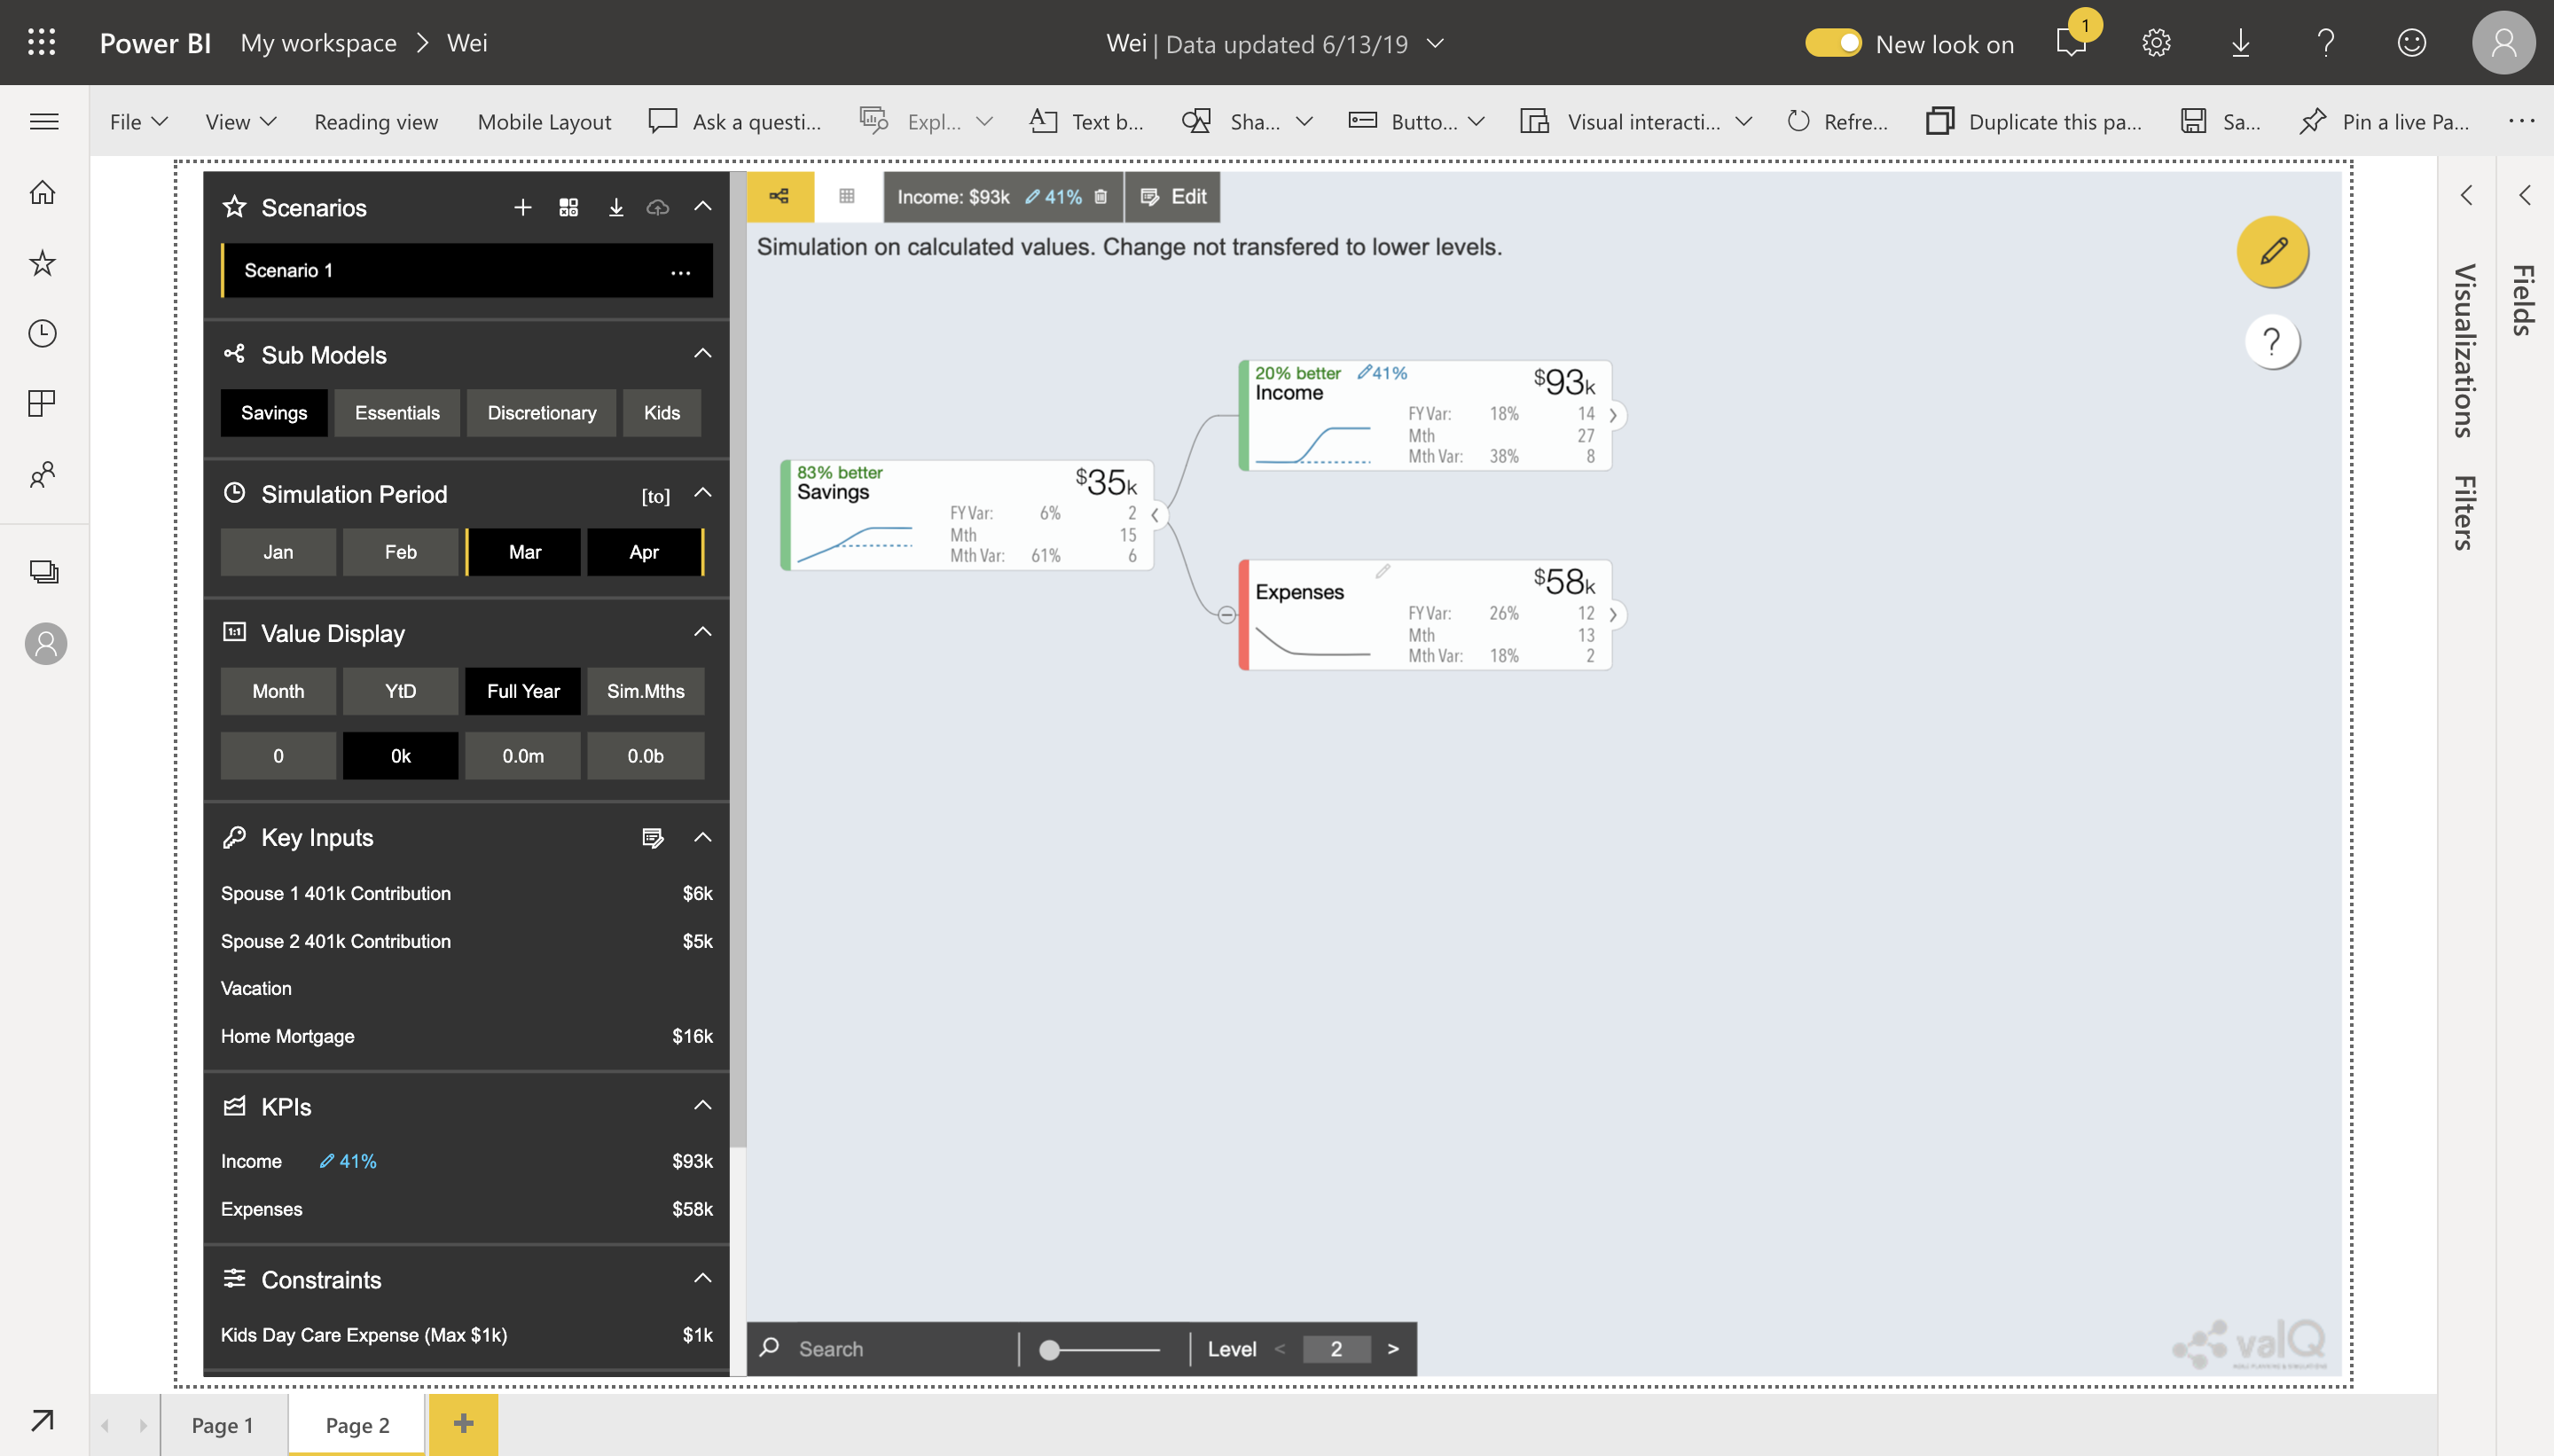 Power BI My workspace > Wei
Wei | Data updated 6/13/19
New look on
1
File View Reading view Mobile Layout Ask a questi... Expl... Text b... Sha... Butto... Visual interacti... Refre... Duplicate this pa... Sa... Pin a live Pa... ...
Scenarios
Scenario 1 ...
Sub Models
Savings Essentials Discretionary Kids
Simulation Period [to]
Jan Feb Mar Apr
1:1 Value Display
Month YtD Full Year Sim.Mths
0 0k 0.0m 0.0b
Key Inputs
Spouse 1 401k Contribution $6k
Spouse 2 401k Contribution $5k
Vacation
Home Mortgage $16k
KPIs
Income 41% $93k
Expenses $58k
Constraints
Kids Day Care Expense (Max $1k) $1k
Income: $93k 41% Edit
Simulation on calculated values. Change not transfered to lower levels.
83% better
Savings
$35k
FY Var: 6% 2
Mth 15
Mth Var: 61% 6
20% better 41%
Income
$93k
FY Var: 18% 14
Mth 27
Mth Var: 38% 8
Expenses
$58k
FY Var: 26% 12
Mth 13
Mth Var: 18% 2
?
Visualizations
Filters
Fields
Search Level < 2 >
valQ
Page 1 Page 2 +